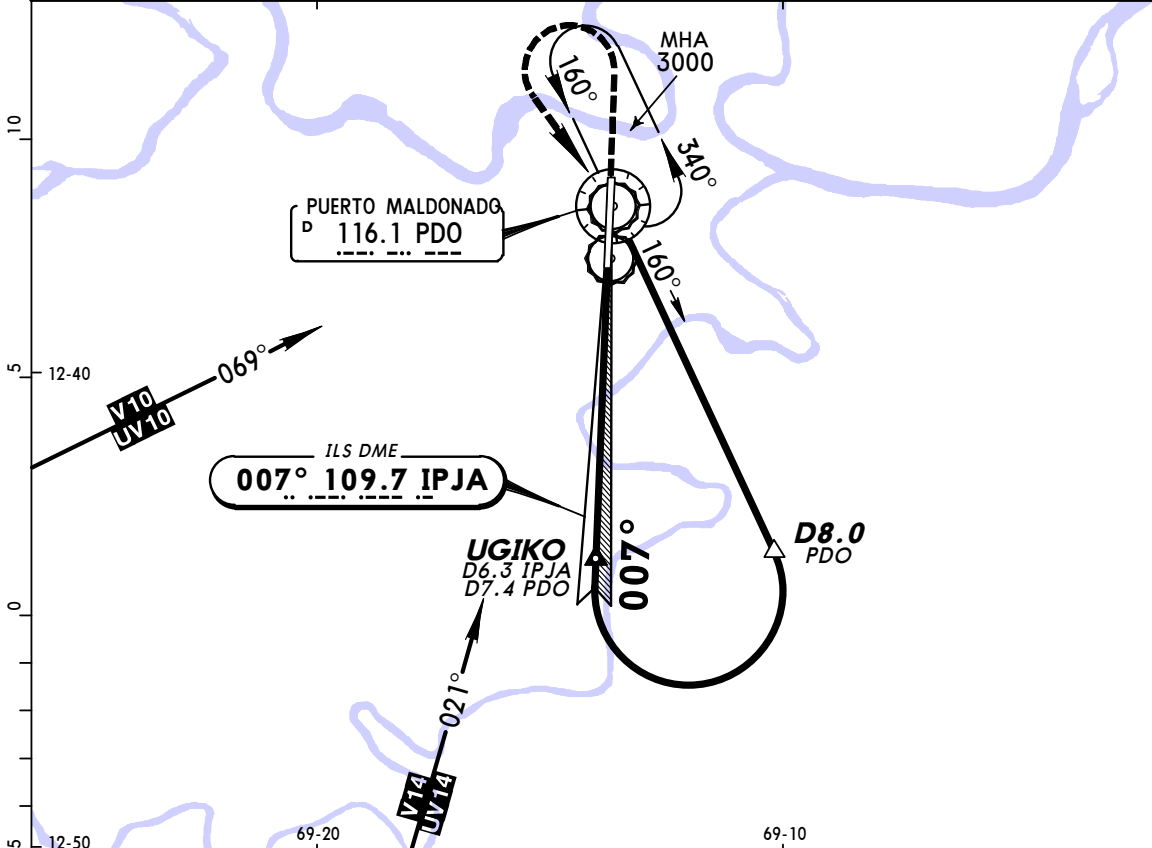 MHA
3000
160°
340°
10
PUERTO MALDONADO
D 116.1 PDO
160°
069°
5
12-40
V10
UV10
ILS DME
007° 109.7 IPJA
UGIKO
D6.3 IPJA
D7.4 PDO
007°
D8.0
PDO
0
021°
V14
UV14
69-20
69-10
5
12-50